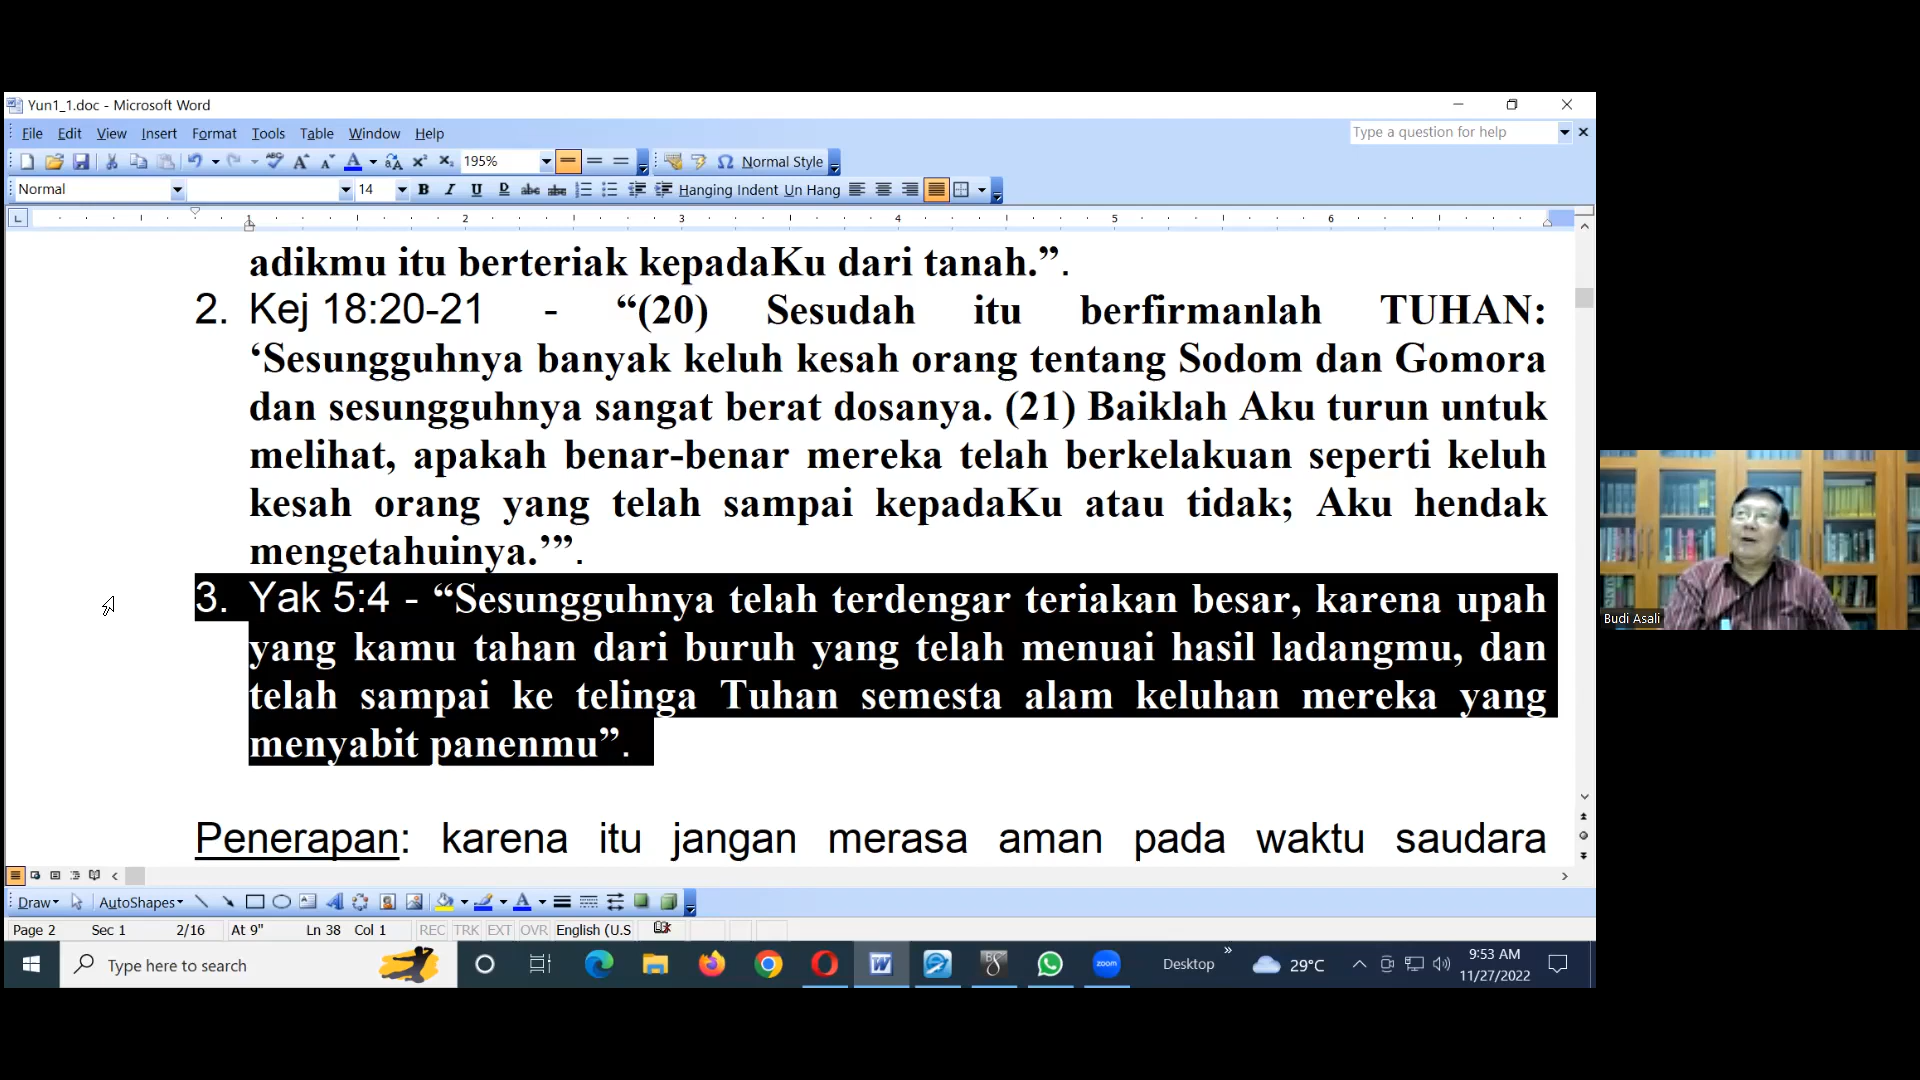 Yun1_1.doc - Microsoft Word
File Edit View Insert Format Tools Table Window Help
Type a question for help
195%
Normal Style
Normal
14
Hanging Indent Un Hang
1 2 3 4 5 6
adikmu itu berteriak kepadaKu dari tanah.”.
2. Kej 18:20-21 - “(20) Sesudah itu berfirmanlah TUHAN:
‘Sesungguhnya banyak keluh kesah orang tentang Sodom dan Gomora
dan sesungguhnya sangat berat dosanya. (21) Baiklah Aku turun untuk
melihat, apakah benar-benar mereka telah berkelakuan seperti keluh
kesah orang yang telah sampai kepadaKu atau tidak; Aku hendak
mengetahuinya.’”.
3. Yak 5:4 - “Sesungguhnya telah terdengar teriakan besar, karena upah
yang kamu tahan dari buruh yang telah menuai hasil ladangmu, dan
telah sampai ke telinga Tuhan semesta alam keluhan mereka yang
menyabit panenmu”.
Penerapan: karena itu jangan merasa aman pada waktu saudara
Budi Asali
Draw AutoShapes
Page 2 Sec 1 2/16 At 9" Ln 38 Col 1 REC TRK EXT OVR English (U.S
Type here to search
zoom
Desktop
29°C
9:53 AM
11/27/2022